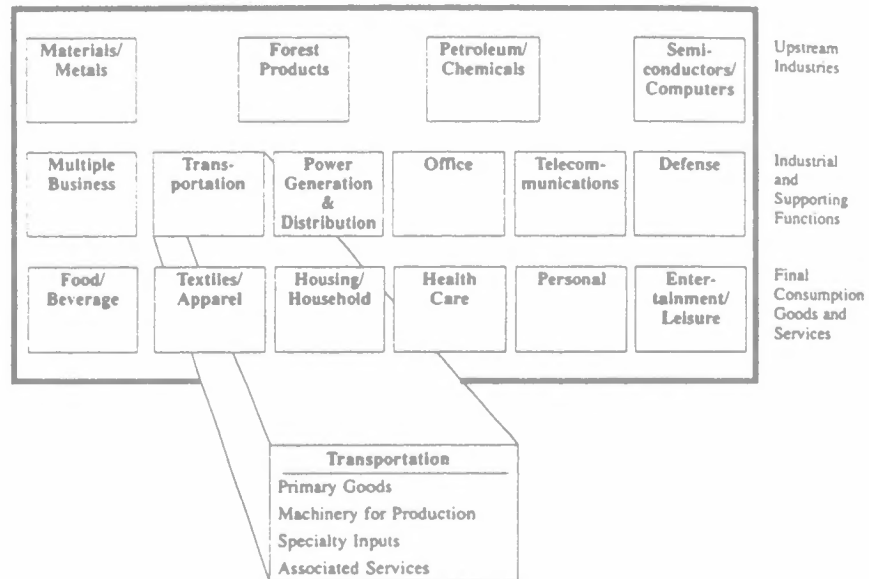 Materials/
Metals
Forest
Products
Petroleum/
Chemicals
Semi-
conductors/
Computers
Upstream
Industries
Multiple
Business
Trans-
portation
Power
Generation
&
Distribution
Office
Telecom-
munications
Defense
Industrial
and
Supporting
Functions
Food/
Beverage
Textiles/
Apparel
Housing/
Household
Health
Care
Personal
Enter-
tainment/
Leisure
Final
Consumption
Goods and
Services
Transportation
Primary Goods
Machinery for Production
Specialty Inputs
Associated Services